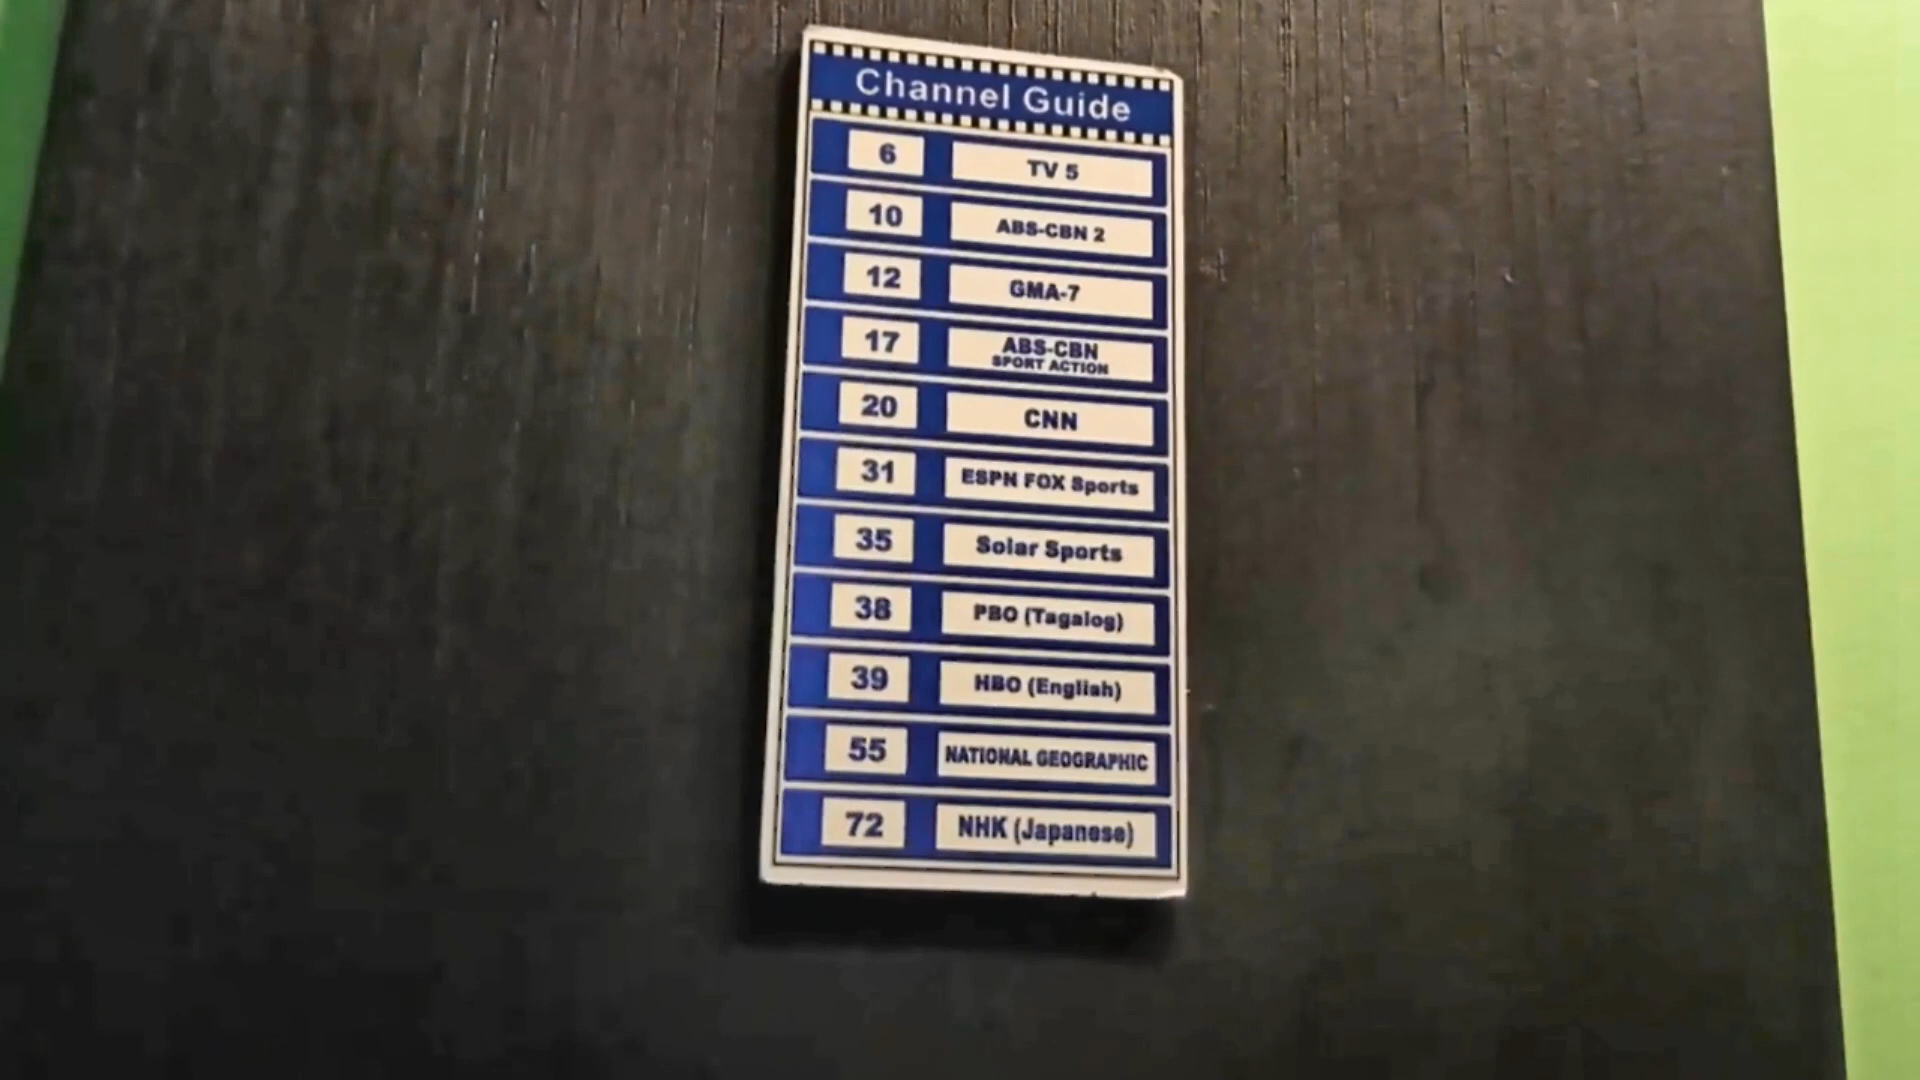 Channel Guide
6 TV 5
10 ABS-CBN 2
12 GMA-7
17 ABS-CBN
SPORT ACTION
20 CNN
31 ESPN FOX Sports
35 Solar Sports
38 PBO (Tagalog)
39 HBO (English)
55 NATIONAL GEOGRAPHIC
72 NHK (Japanese)